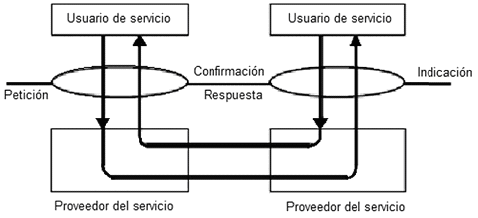 Usuario de servicio
Usuario de servicio
Confirmación
Indicación
Petición
Respuesta
Proveedor del servicio
Proveedor del servicio